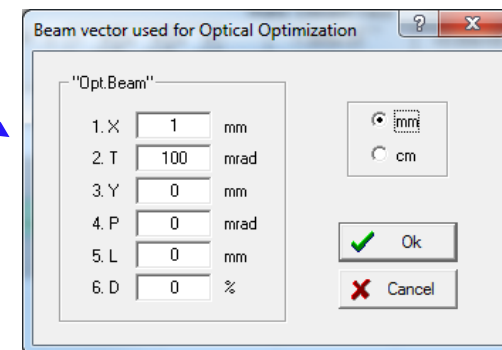 Beam vector used for Optical Optimization
"Opt.Beam"
1. X 1 mm
2. T 100 mrad
3. Y 0 mm
4. P 0 mrad
5. L 0 mm
6. D 0 %
mm
cm
Ok
Cancel